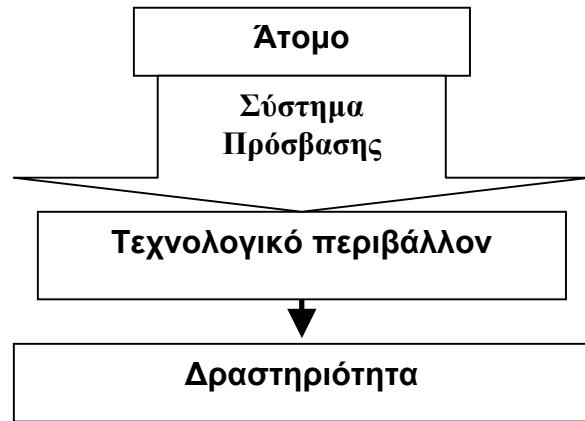 Άτομο
Σύστημα
Πρόσβασης
Τεχνολογικό περιβάλλον
Δραστηριότητα